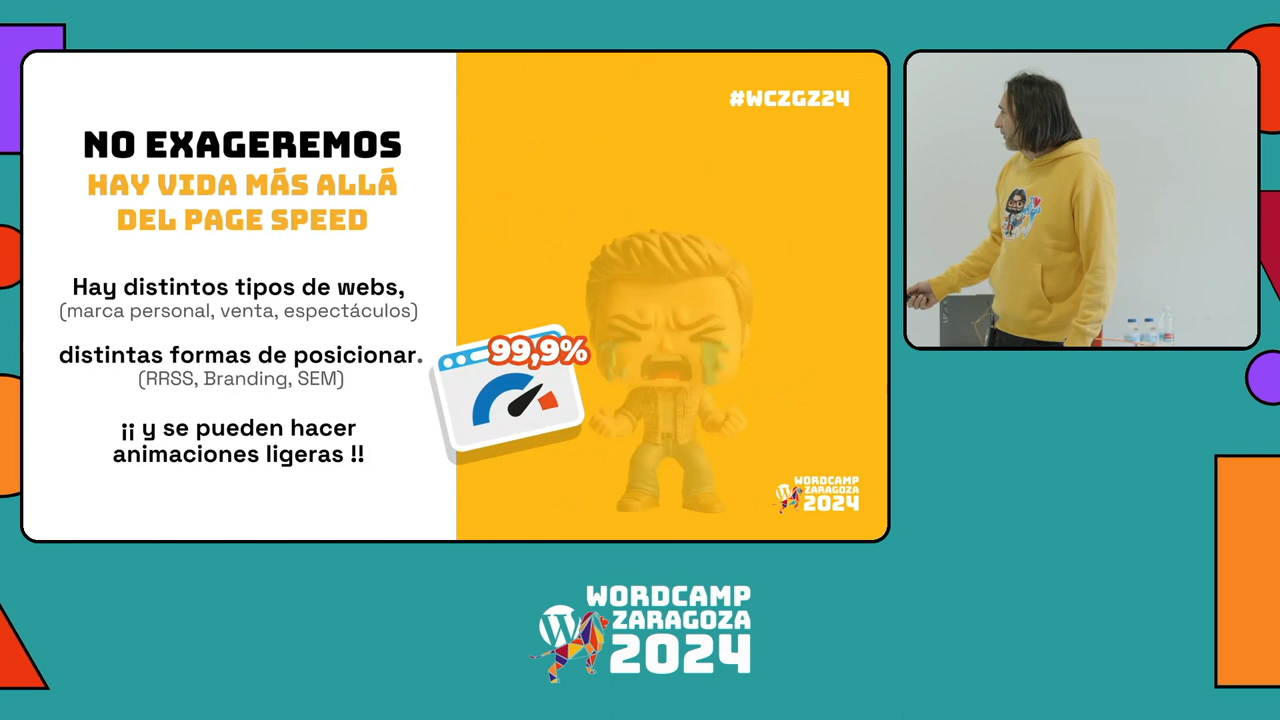 NO EXAGEREMOS
HAY VIDA MÁS ALLÁ
DEL PAGE SPEED
Hay distintos tipos de webs,
(marca personal, venta, espectáculos)
distintas formas de posicionar.
(RRSS, Branding, SEM)
¡¡ y se pueden hacer
animaciones ligeras !!
#WCZGZ24
99,9%
WORDCAMP
ZARAGOZA
2024
WORDCAMP
ZARAGOZA
2024